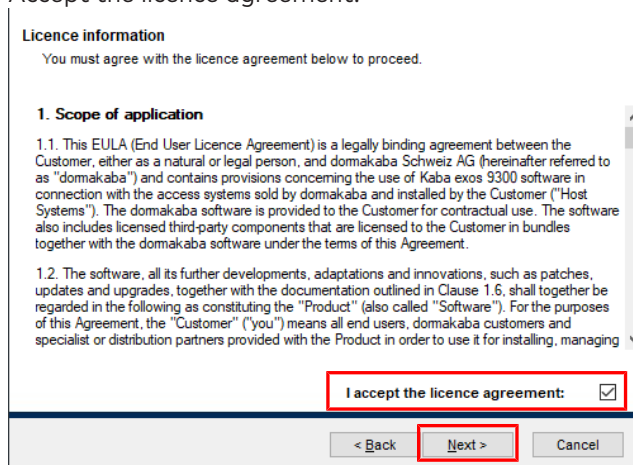 Accept the licence agreement.
Licence information
You must agree with the licence agreement below to proceed.
1. Scope of application
1.1. This EULA (End User Licence Agreement) is a legally binding agreement between the
Customer, either as a natural or legal person, and dormakaba Schweiz AG (hereinafter referred to
as "dormakaba") and contains provisions concerning the use of Kaba exos 9300 software in
connection with the access systems sold by dormakaba and installed by the Customer ("Host
Systems"). The dormakaba software is provided to the Customer for contractual use. The software
also includes licensed third-party components that are licensed to the Customer in bundles
together with the dormakaba software under the terms of this Agreement.
1.2. The software, all its further developments, adaptations and innovations, such as patches,
updates and upgrades, together with the documentation outlined in Clause 1.6, shall together be
regarded in the following as constituting the "Product" (also called "Software"). For the purposes
of this Agreement, the "Customer" ("you") means all end users, dormakaba customers and
specialist or distribution partners provided with the Product in order to use it for installing, managing
I accept the licence agreement:
< Back Next > Cancel